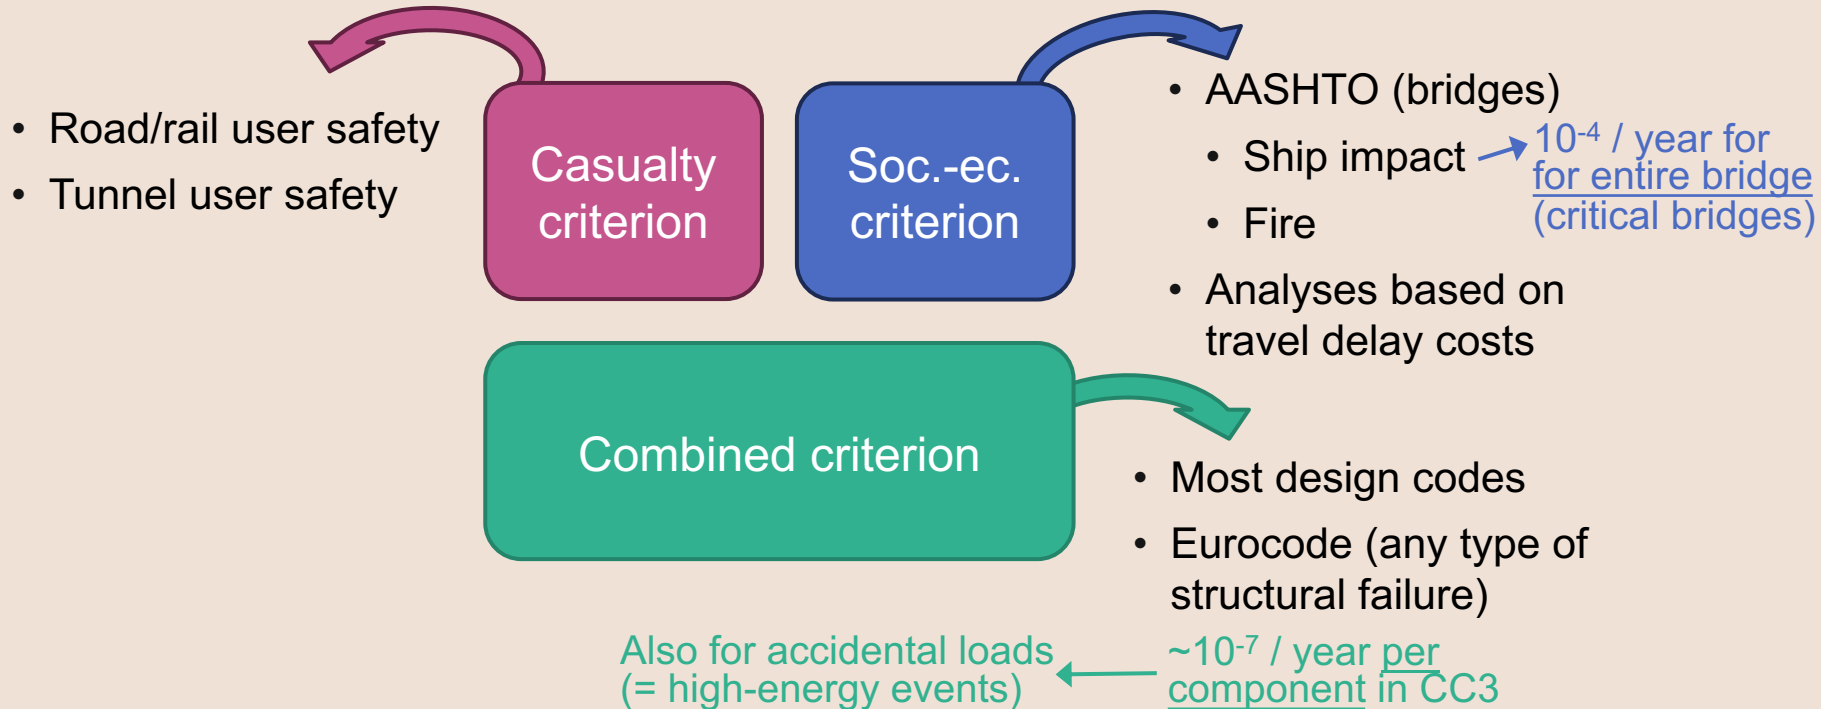 • Road/rail user safety
• Tunnel user safety
Casualty
criterion
Soc.-ec.
criterion
• AASHTO (bridges)
• Ship impact
10⁻⁴ / year for
for entire bridge
(critical bridges)
• Fire
• Analyses based on
travel delay costs
Combined criterion
• Most design codes
• Eurocode (any type of
structural failure)
~10⁻⁷ / year per
component in CC3
Also for accidental loads
(= high-energy events)